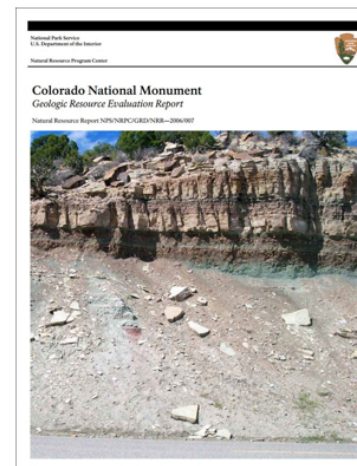 National Park Service
U.S. Department of the Interior
Natural Resource Program Center
Colorado National Monument
Geologic Resource Evaluation Report
Natural Resource Report NPS/NRPC/GRD/NRR—2006/007